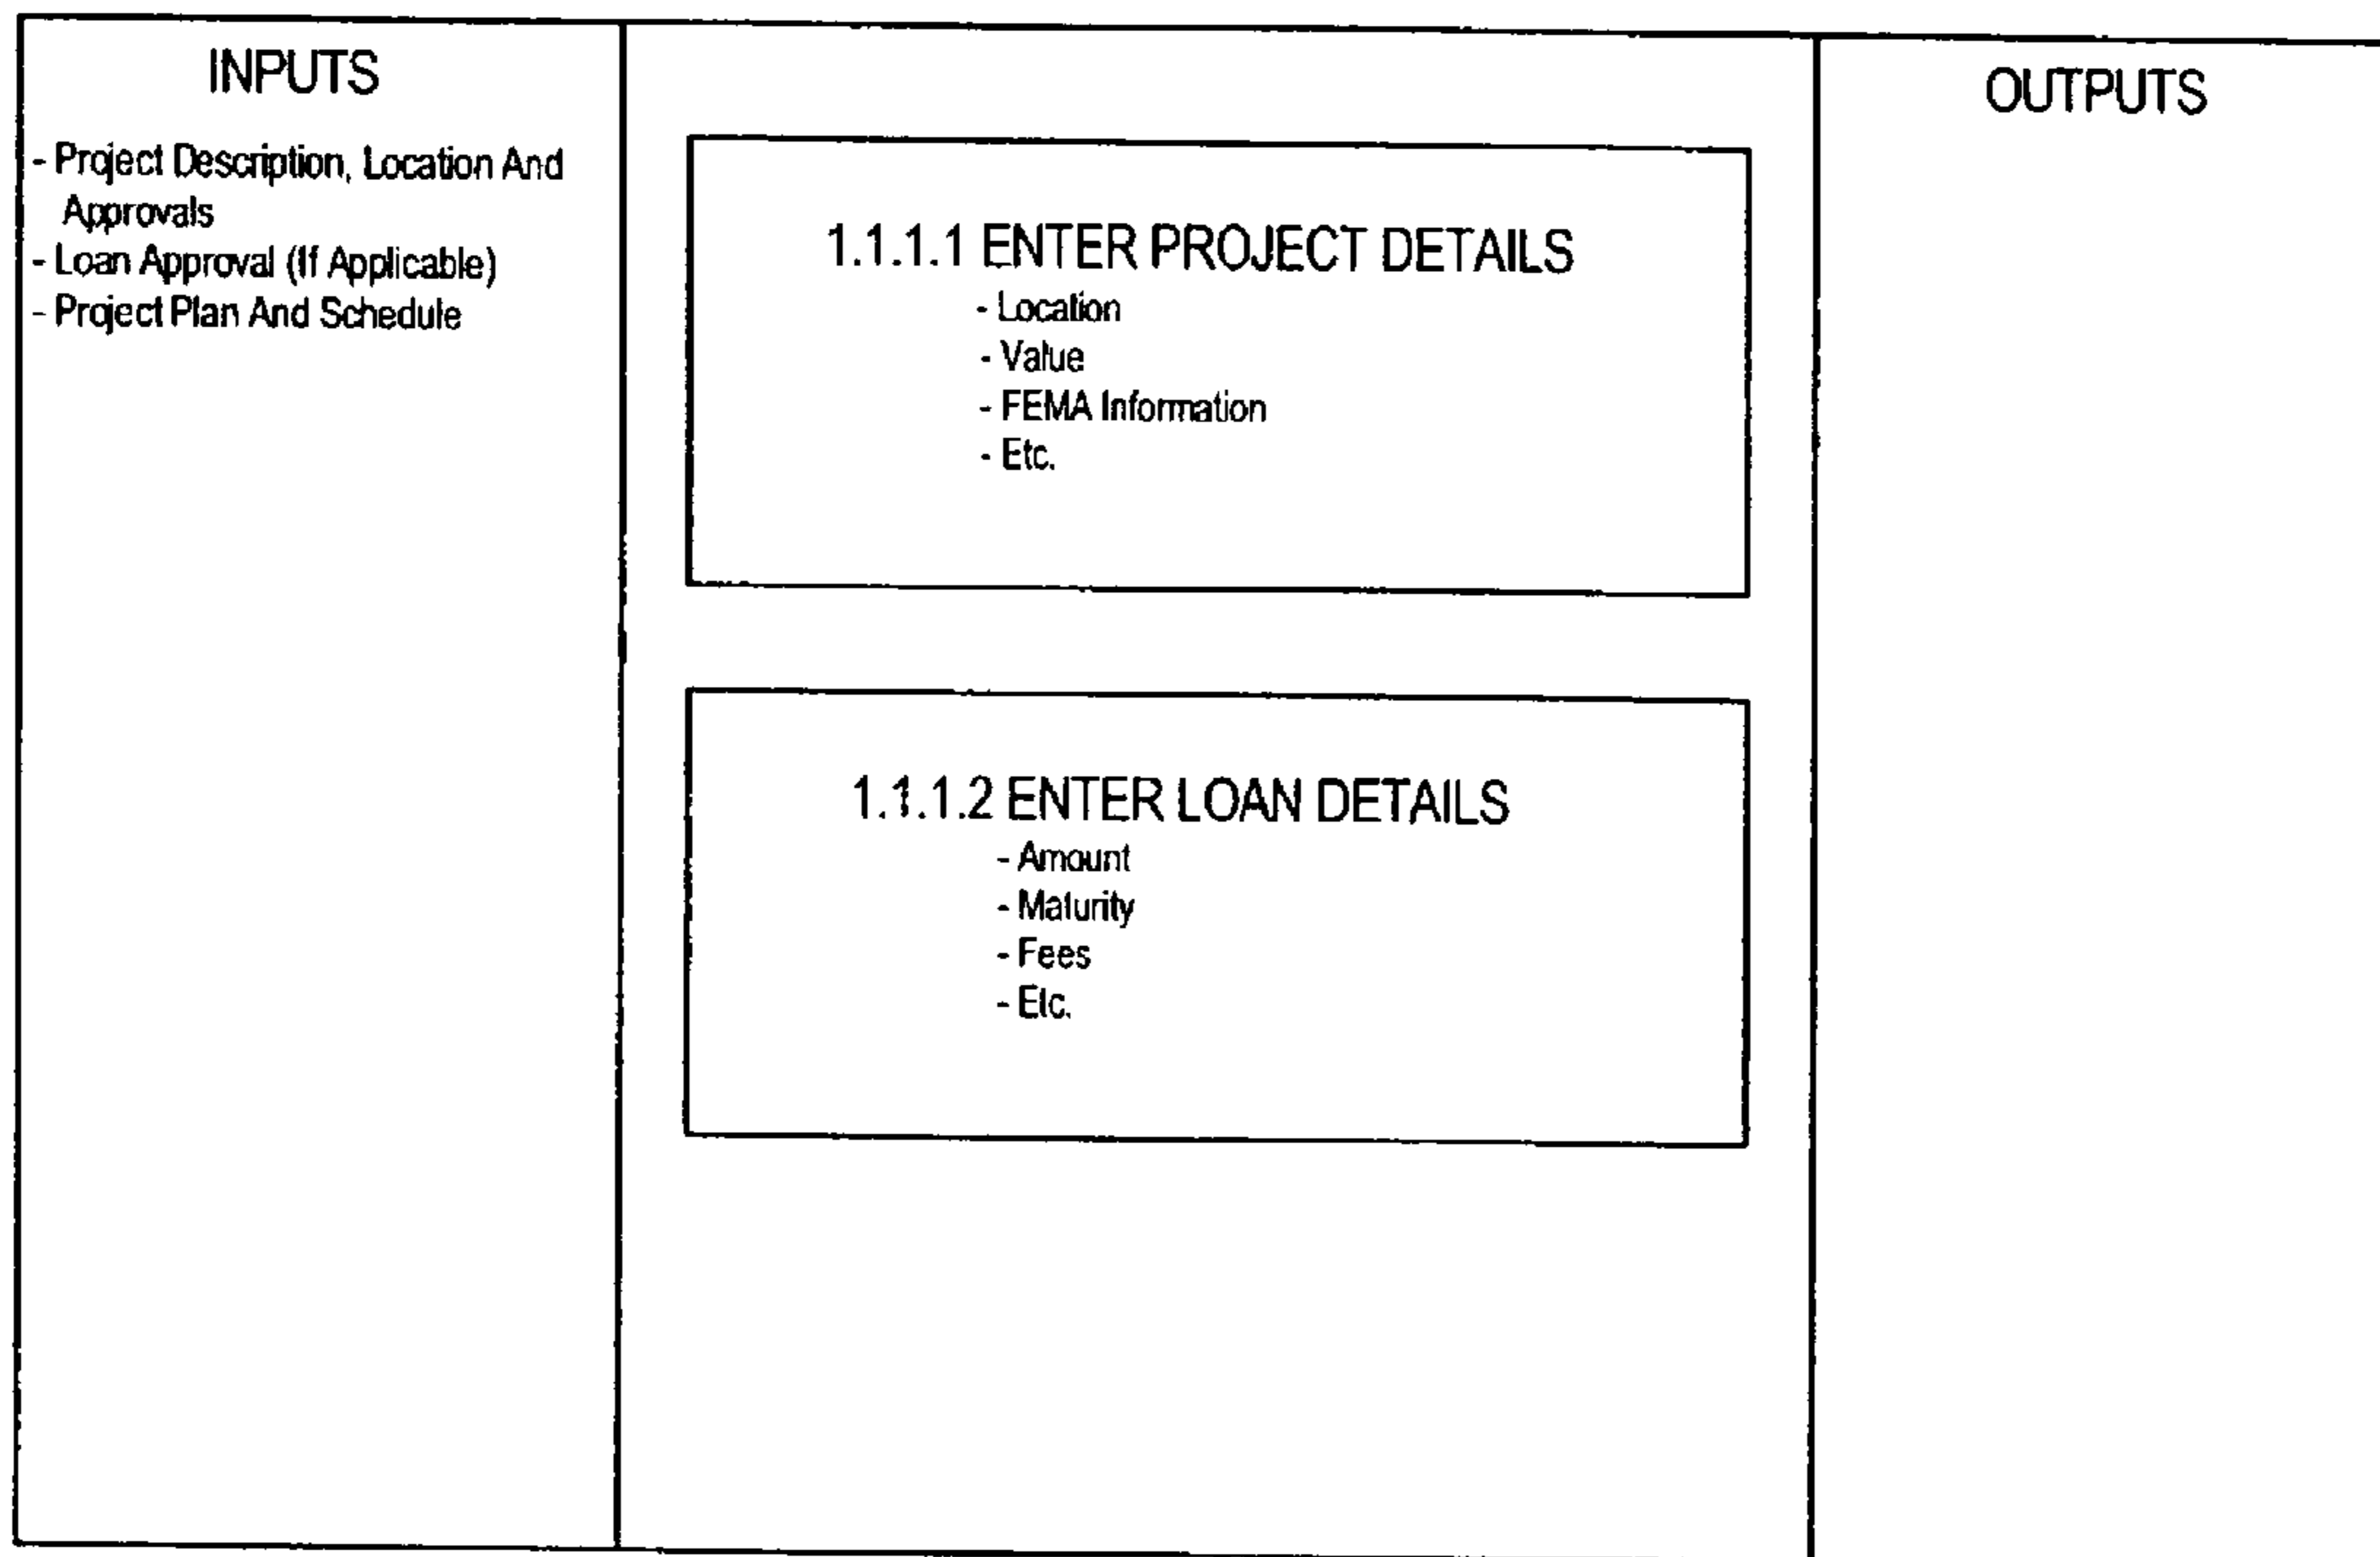 INPUTS
- Project Description, Location And
Approvals
- Loan Approval (If Applicable)
- Project Plan And Schedule
1.1.1.1 ENTER PROJECT DETAILS
- Location
- Value
- FEMA Information
- Etc.
1.1.1.2 ENTER LOAN DETAILS
- Amount
- Maturity
- Fees
- Etc.
OUTPUTS